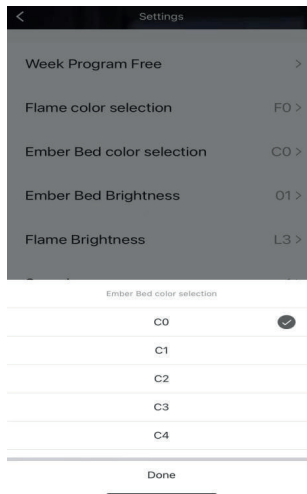 Settings
Week Program Free >
Flame color selection F0 >
Ember Bed color selection C0 >
Ember Bed Brightness 01 >
Flame Brightness L3 >
Ember Bed color selection
C0
C1
C2
C3
C4
Done